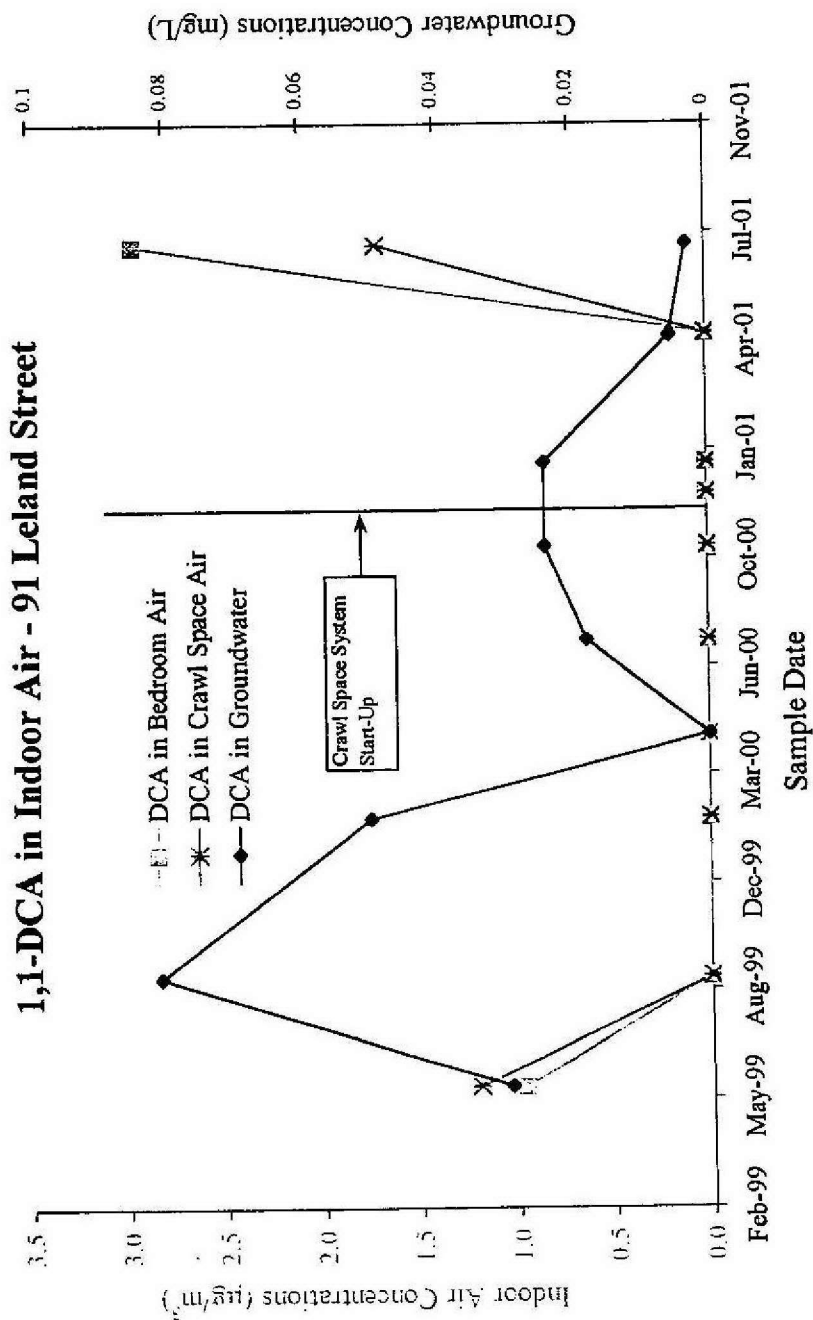 1,1-DCA in Indoor Air - 91 Leland Street
Indoor Air Concentrations (µg/m³)
3.5
3.0
2.5
2.0
1.5
1.0
0.5
0.0
DCA in Bedroom Air
DCA in Crawl Space Air
DCA in Groundwater
Crawl Space System
Start-Up
Groundwater Concentrations (mg/L)
0.1
0.08
0.06
0.04
0.02
0
Feb-99 May-99 Aug-99 Dec-99 Mar-00 Jun-00 Oct-00 Jan-01 Apr-01 Jul-01 Nov-01
Sample Date